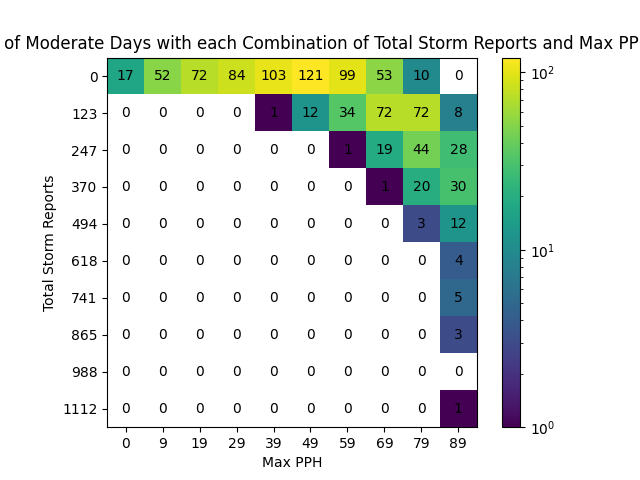 of Moderate Days with each Combination of Total Storm Reports and Max PP
0 17 52 72 84 103 121 99 53 10 0
123 0 0 0 0 1 12 34 72 72 8
247 0 0 0 0 0 0 1 19 44 28
370 0 0 0 0 0 0 0 1 20 30
494 0 0 0 0 0 0 0 0 3 12
618 0 0 0 0 0 0 0 0 0 4
741 0 0 0 0 0 0 0 0 0 5
865 0 0 0 0 0 0 0 0 0 3
988 0 0 0 0 0 0 0 0 0 0
1112 0 0 0 0 0 0 0 0 0 1
0 9 19 29 39 49 59 69 79 89
Max PPH
Total Storm Reports
10²
10¹
10⁰